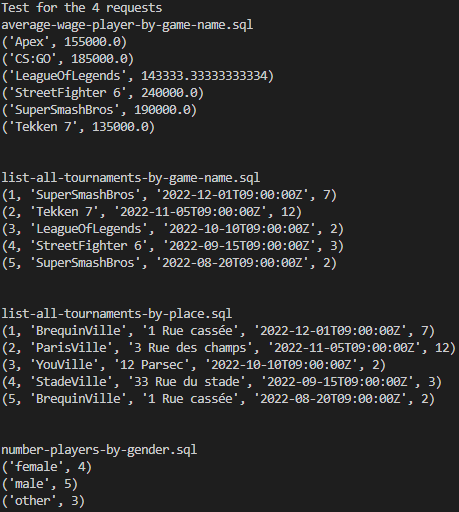 Test for the 4 requests
average-wage-player-by-game-name.sql
('Apex', 155000.0)
('CS:GO', 185000.0)
('LeagueOfLegends', 143333.33333333334)
('StreetFighter 6', 240000.0)
('SuperSmashBros', 190000.0)
('Tekken 7', 135000.0)
list-all-tournaments-by-game-name.sql
(1, 'SuperSmashBros', '2022-12-01T09:00:00Z', 7)
(2, 'Tekken 7', '2022-11-05T09:00:00Z', 12)
(3, 'LeagueOfLegends', '2022-10-10T09:00:00Z', 2)
(4, 'StreetFighter 6', '2022-09-15T09:00:00Z', 3)
(5, 'SuperSmashBros', '2022-08-20T09:00:00Z', 2)
list-all-tournaments-by-place.sql
(1, 'BrequinVille', '1 Rue cassée', '2022-12-01T09:00:00Z', 7)
(2, 'ParisVille', '3 Rue des champs', '2022-11-05T09:00:00Z', 12)
(3, 'YouVille', '12 Parsec', '2022-10-10T09:00:00Z', 2)
(4, 'StadeVille', '33 Rue du stade', '2022-09-15T09:00:00Z', 3)
(5, 'BrequinVille', '1 Rue cassée', '2022-08-20T09:00:00Z', 2)
number-players-by-gender.sql
('female', 4)
('male', 5)
('other', 3)